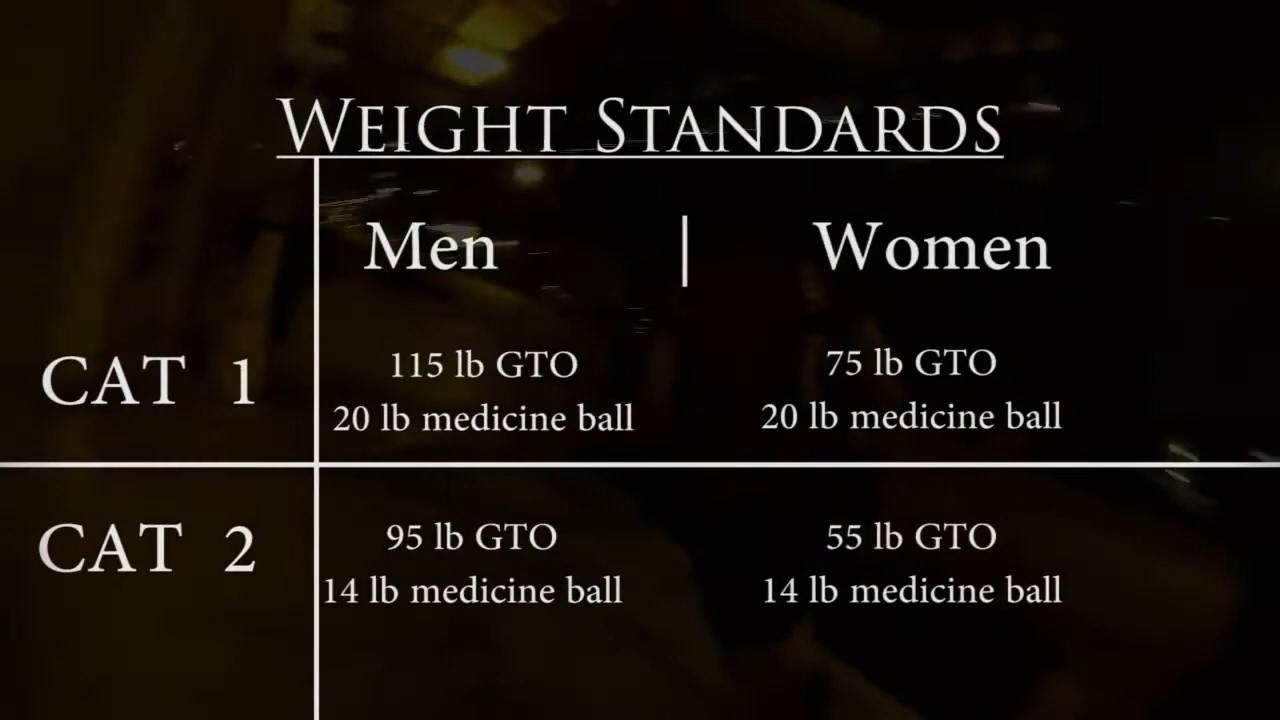 WEIGHT STANDARDS
Men | Women
CAT 1
115 lb GTO 75 lb GTO
20 lb medicine ball 20 lb medicine ball
CAT 2
95 lb GTO 55 lb GTO
14 lb medicine ball 14 lb medicine ball